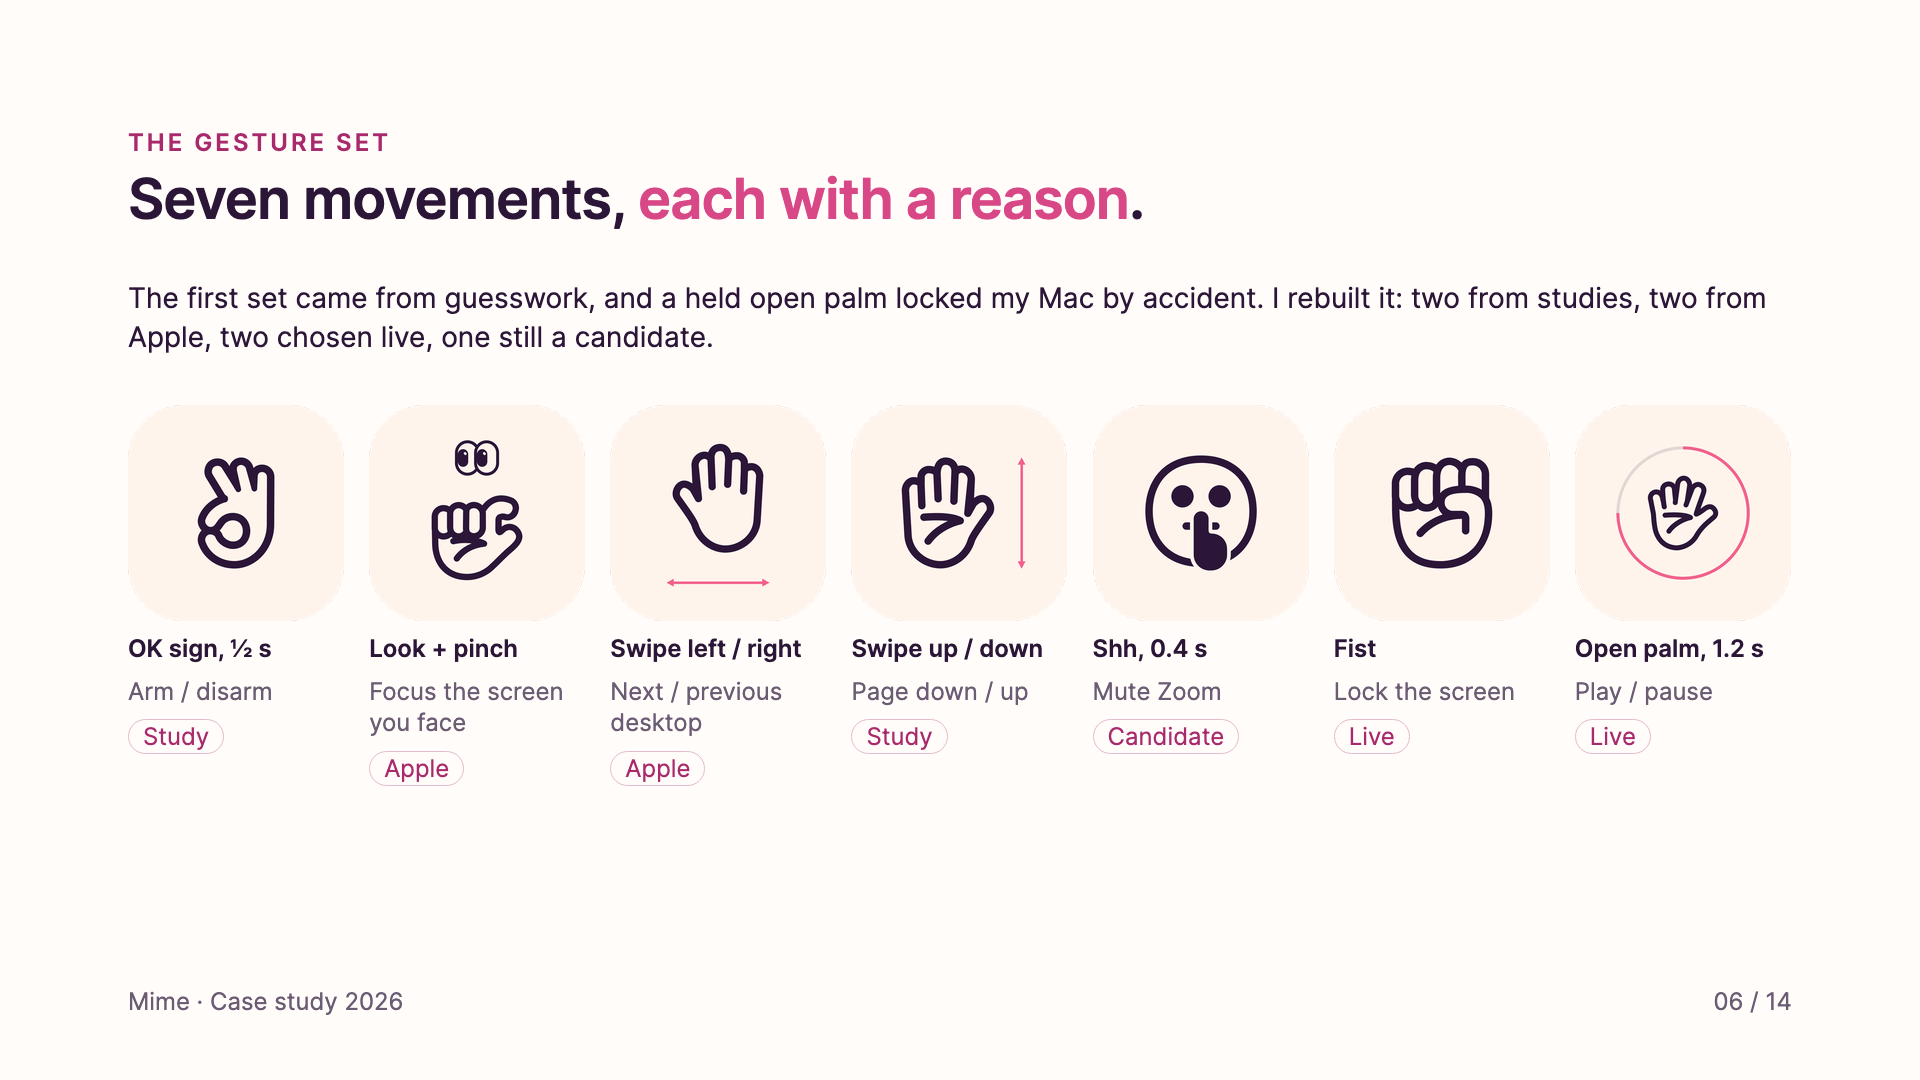 THE GESTURE SET
Seven movements, each with a reason.
The first set came from guesswork, and a held open palm locked my Mac by accident. I rebuilt it: two from studies, two from
Apple, two chosen live, one still a candidate.
OK sign, ½ s
Arm / disarm
Study
Look + pinch
Focus the screen
you face
Apple
Swipe left / right
Next / previous
desktop
Apple
Swipe up / down
Page down / up
Study
Shh, 0.4 s
Mute Zoom
Candidate
Fist
Lock the screen
Live
Open palm, 1.2 s
Play / pause
Live
Mime · Case study 2026
06 / 14